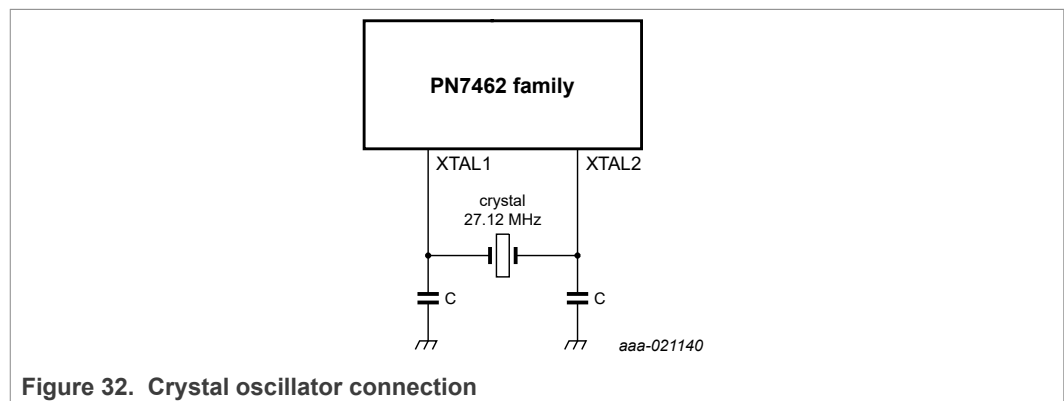 PN7462 family
XTAL1
XTAL2
crystal
27.12 MHz
C
C
aaa-021140
Figure 32. Crystal oscillator connection